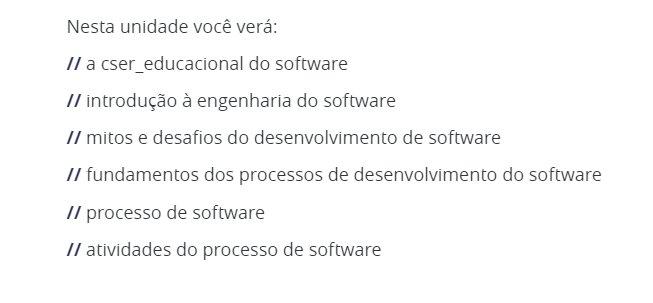 Nesta unidade você verá:
// a cser_educacional do software
// introdução à engenharia do software
// mitos e desafios do desenvolvimento de software
// fundamentos dos processos de desenvolvimento do software
// processo de software
// atividades do processo de software